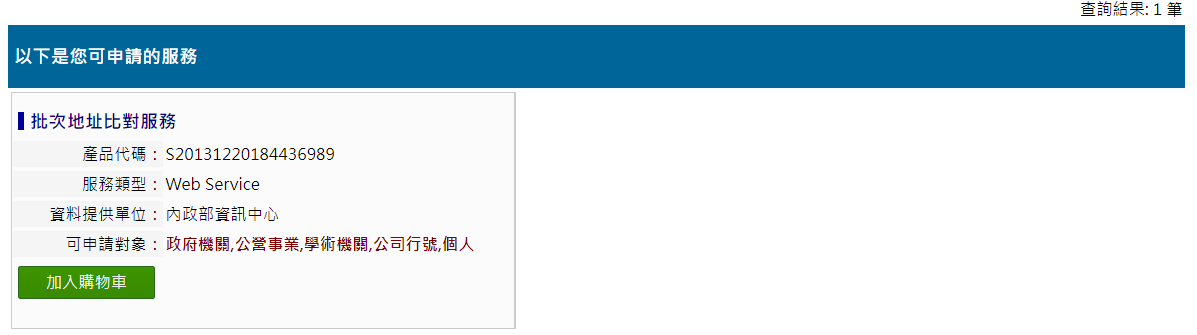 查詢結果: 1 筆
以下是您可申請的服務
批次地址比對服務
產品代碼： S20131220184436989
服務類型： Web Service
資料提供單位： 內政部資訊中心
可申請對象： 政府機關,公營事業,學術機關,公司行號,個人
加入購物車